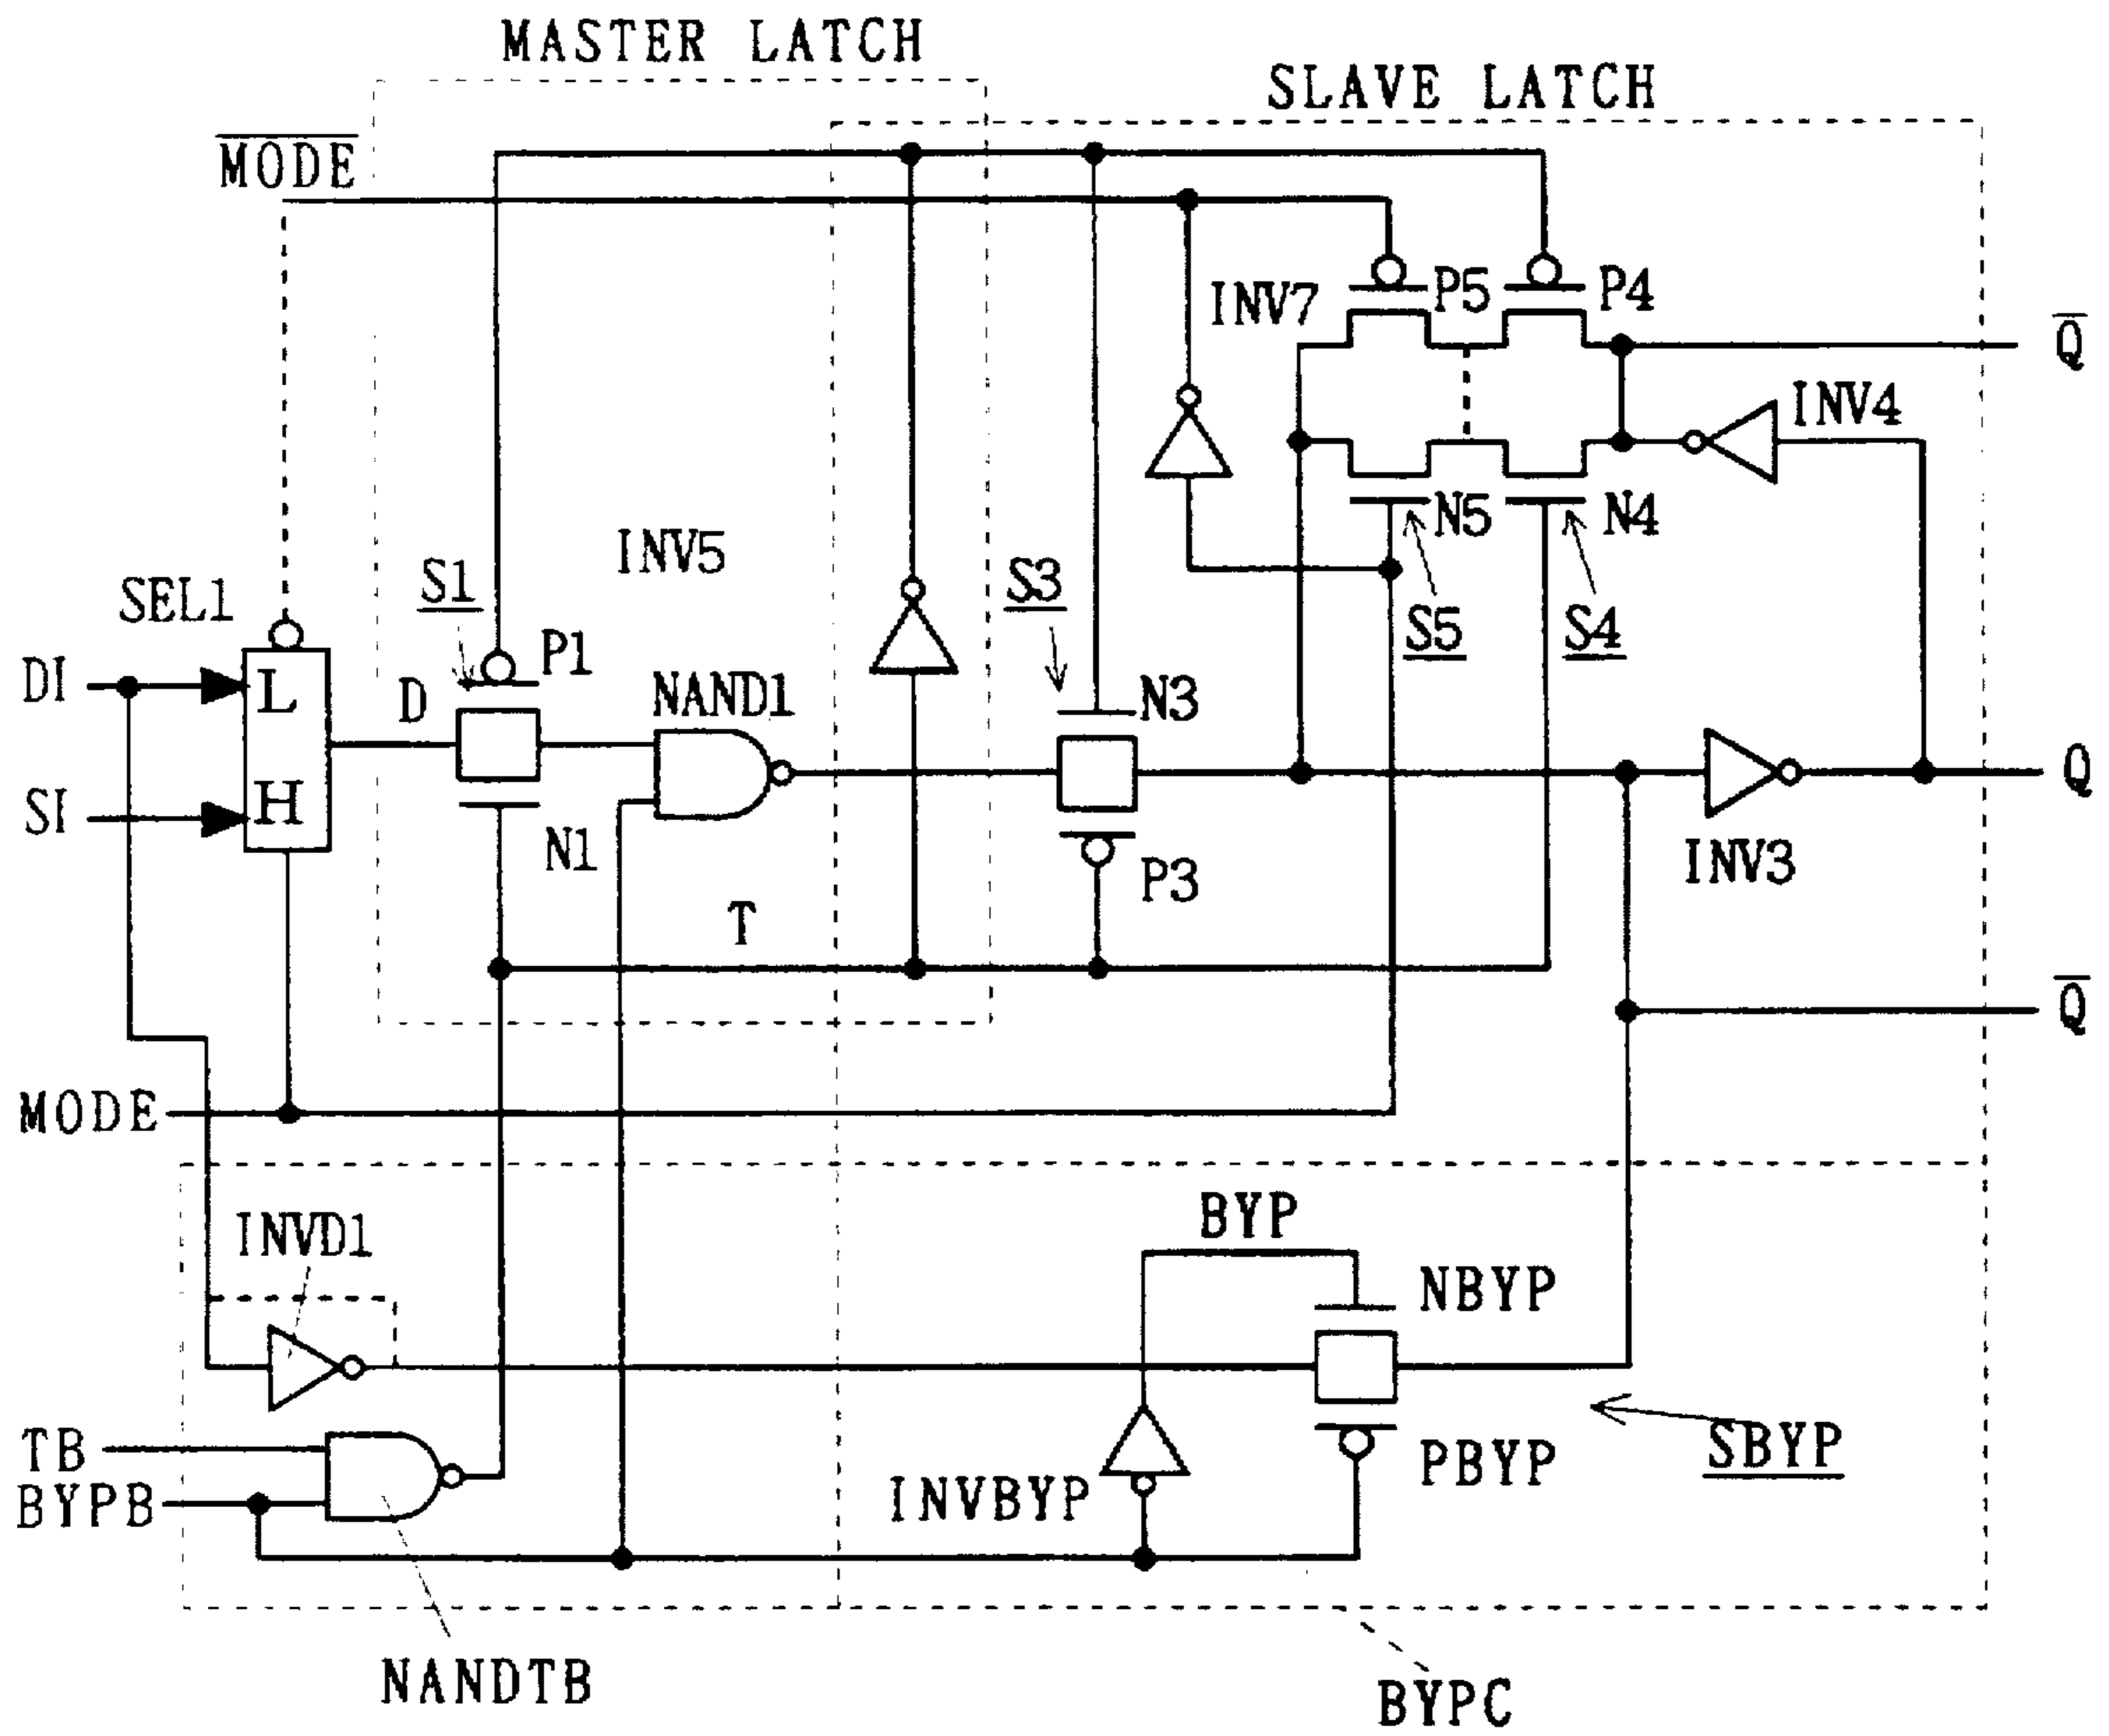 MASTER LATCH
SLAVE LATCH
MODE
INV7
P5
P4
Q
INV4
N5
N4
INV5
S1
S3
S5
S4
SEL1
P1
DI
L
D
NAND1
N3
Q
SI
H
N1
P3
INV3
T
Q
MODE
BYP
INVD1
NBYP
TB
SBYP
PBYP
BYPB
INVBYP
NANDTB
BYPC